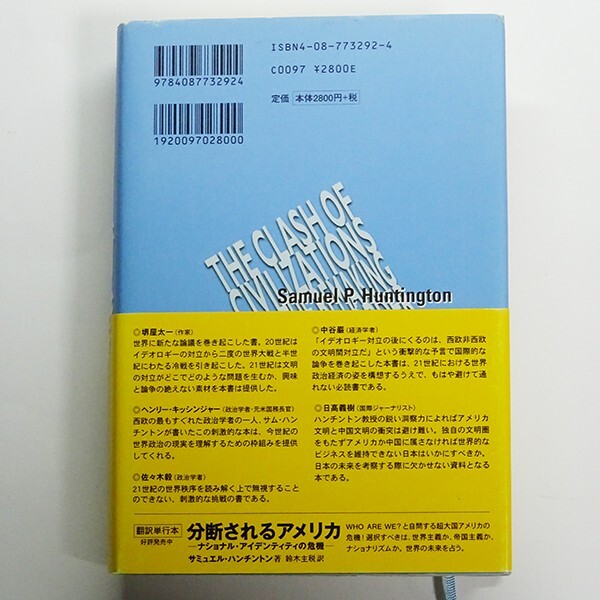 ISBN4-08-773292-4
C0097 ¥2800E
定価 本体2800円+税
9784087732924
1920097028000
THE CLASH OF
CIVILIZATIONS
Samuel P. Huntington
◎堺屋太一(作家)
世界に新たな論議を巻き起こした書。20世紀は
イデオロギーの対立から二度の世界大戦と半世
紀にわたる冷戦を引き起こした。21世紀は文明
の対立がどこでどのような問題を生むか、興味
と論争の絶えない素材を本書は提供した。
◎ヘンリー・キッシンジャー(政治学者・元米国務長官)
西欧の最もすぐれた政治学者の一人、サム・ハン
チントンが書いたこの刺激的な本は、今世紀の
世界政治の現実を理解するための枠組みを提供
してくれる。
◎佐々木毅(政治学者)
21世紀の世界秩序を読み解く上で無視すること
のできない、刺激的な挑戦の書である。
◎中谷巌(経済学者)
「イデオロギー対立の後にくるのは、西欧非西欧
の文明間対立だ」という衝撃的な予言で国際的な
論争を巻き起こした本書は、21世紀における世界
政治経済の姿を構想するうえで、もはや避けて通れ
ない必読書である。
◎日高義樹(国際ジャーナリスト)
ハンチントン教授の鋭い洞察力によればアメリカ
文明と中国文明の衝突は避け難い。独自の文明圏
をもたずアメリカか中国に属さなければ世界的な
ビジネスを維持できない日本はいかにすべきか。
日本の未来を考察する際に欠かせない資料となる
本である。
翻訳単行本
好評発売中
分断されるアメリカ
―ナショナル・アイデンティティの危機―
サミュエル・ハンチントン著 鈴木主税訳
WHO ARE WE?と自問する超大国アメリカの
危機!選択すべきは、世界主義か、帝国主義か、
ナショナリズムか。世界の未来を占う。